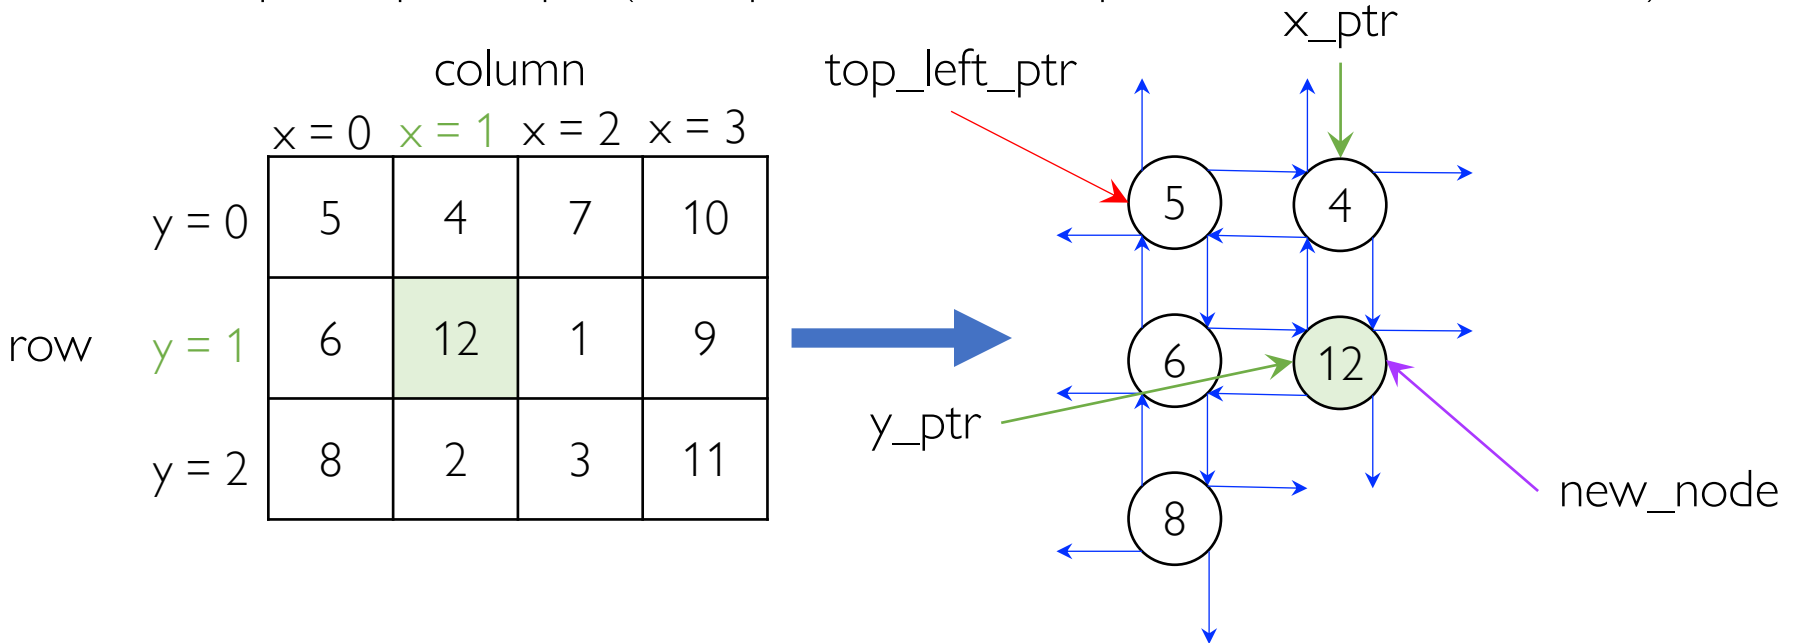 x_ptr
column
top_left_ptr
x = 0 x = 1 x = 2 x = 3
y = 0 5 4 7 10
5 4
row y = 1 6 12 1 9
6 12
y_ptr
y = 2 8 2 3 11
new_node
8